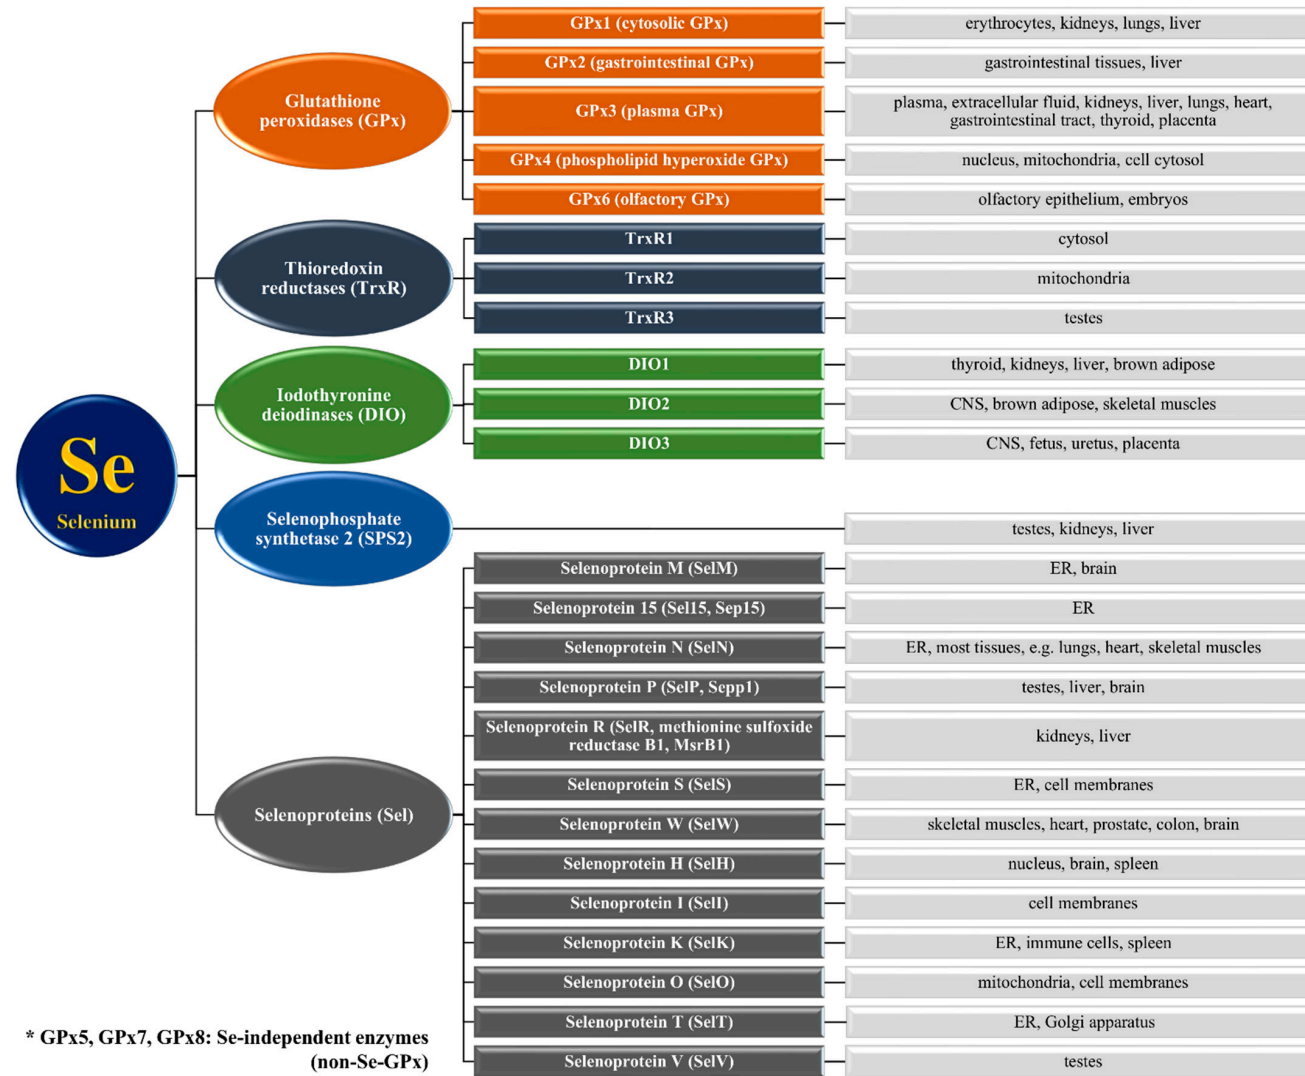 Se
Selenium
Glutathione
peroxidases (GPx)
GPx1 (cytosolic GPx)
erythrocytes, kidneys, lungs, liver
GPx2 (gastrointestinal GPx)
gastrointestinal tissues, liver
GPx3 (plasma GPx)
plasma, extracellular fluid, kidneys, liver, lungs, heart,
gastrointestinal tract, thyroid, placenta
GPx4 (phospholipid hyperoxide GPx)
nucleus, mitochondria, cell cytosol
GPx6 (olfactory GPx)
olfactory epithelium, embryos
Thioredoxin
reductases (TrxR)
TrxR1
cytosol
TrxR2
mitochondria
TrxR3
testes
Iodothyronine
deiodinases (DIO)
DIO1
thyroid, kidneys, liver, brown adipose
DIO2
CNS, brown adipose, skeletal muscles
DIO3
CNS, fetus, uretus, placenta
Selenophosphate
synthetase 2 (SPS2)
testes, kidneys, liver
Selenoproteins (Sel)
Selenoprotein M (SelM)
ER, brain
Selenoprotein 15 (Sel15, Sep15)
ER
Selenoprotein N (SelN)
ER, most tissues, e.g. lungs, heart, skeletal muscles
Selenoprotein P (SelP, Sepp1)
testes, liver, brain
Selenoprotein R (SelR, methionine sulfoxide
reductase B1, MsrB1)
kidneys, liver
Selenoprotein S (SelS)
ER, cell membranes
Selenoprotein W (SelW)
skeletal muscles, heart, prostate, colon, brain
Selenoprotein H (SelH)
nucleus, brain, spleen
Selenoprotein I (SelI)
cell membranes
Selenoprotein K (SelK)
ER, immune cells, spleen
Selenoprotein O (SelO)
mitochondria, cell membranes
Selenoprotein T (SelT)
ER, Golgi apparatus
Selenoprotein V (SelV)
testes
* GPx5, GPx7, GPx8: Se-independent enzymes
(non-Se-GPx)